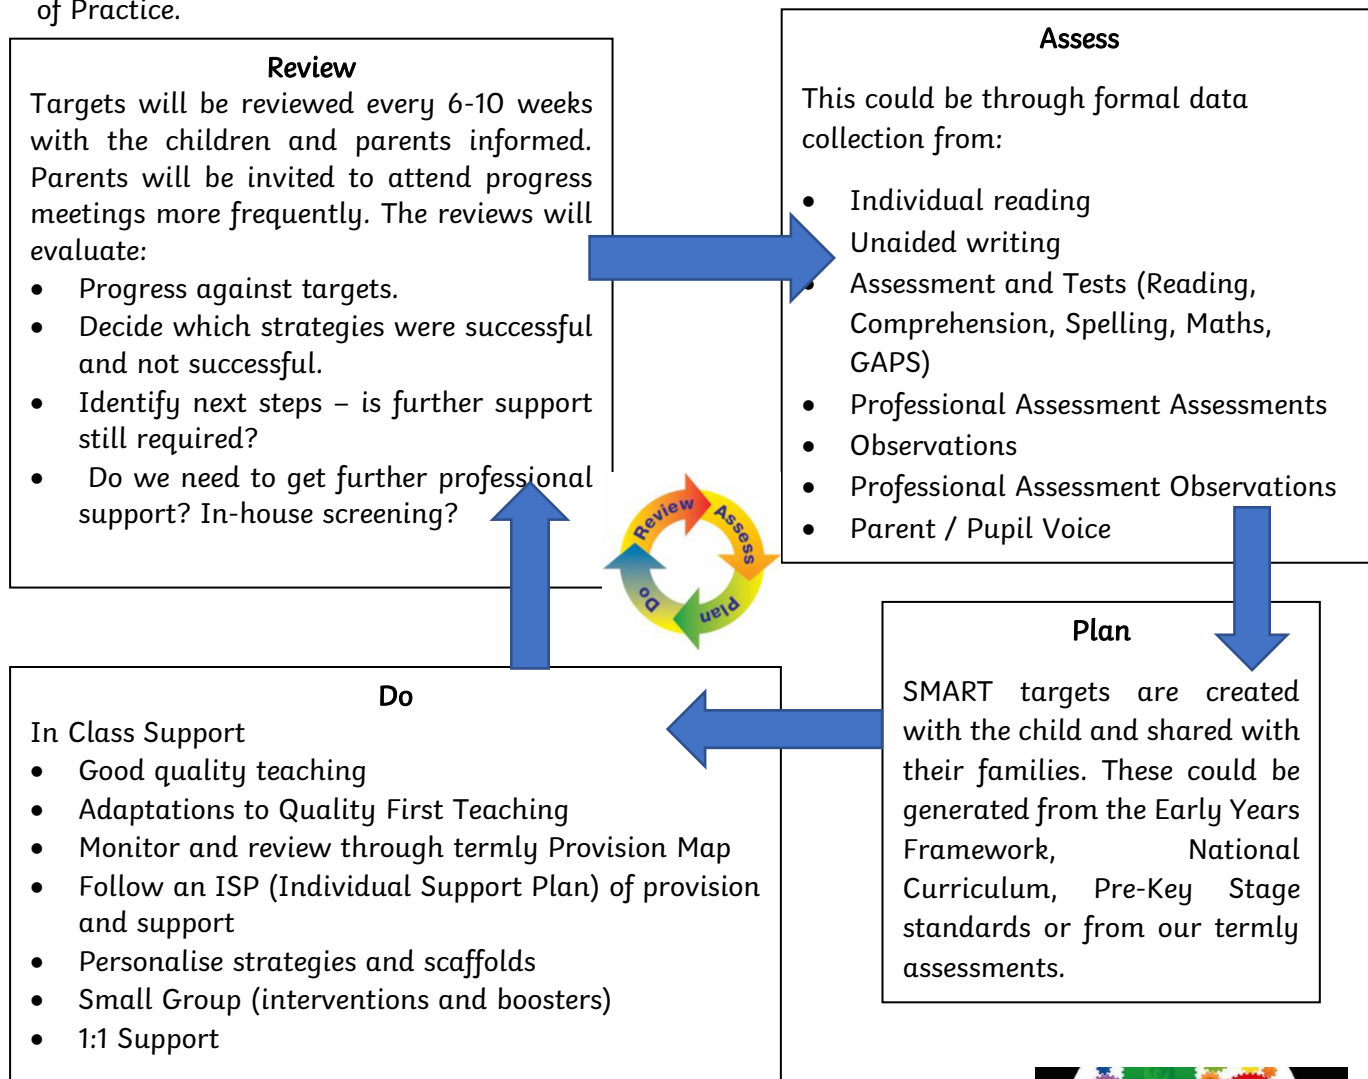 of Practice.
Review
Targets will be reviewed every 6-10 weeks
with the children and parents informed.
Parents will be invited to attend progress
meetings more frequently. The reviews will
evaluate:
• Progress against targets.
• Decide which strategies were successful
and not successful.
• Identify next steps – is further support
still required?
• Do we need to get further professional
support? In-house screening?
Assess
This could be through formal data
collection from:
• Individual reading
Unaided writing
• Assessment and Tests (Reading,
Comprehension, Spelling, Maths,
GAPS)
• Professional Assessment Assessments
• Observations
• Professional Assessment Observations
• Parent / Pupil Voice
Review
Assess
Plan
Do
Plan
SMART targets are created
with the child and shared with
their families. These could be
generated from the Early Years
Framework, National
Curriculum, Pre-Key Stage
standards or from our termly
assessments.
Do
In Class Support
• Good quality teaching
• Adaptations to Quality First Teaching
• Monitor and review through termly Provision Map
• Follow an ISP (Individual Support Plan) of provision
and support
• Personalise strategies and scaffolds
• Small Group (interventions and boosters)
• 1:1 Support